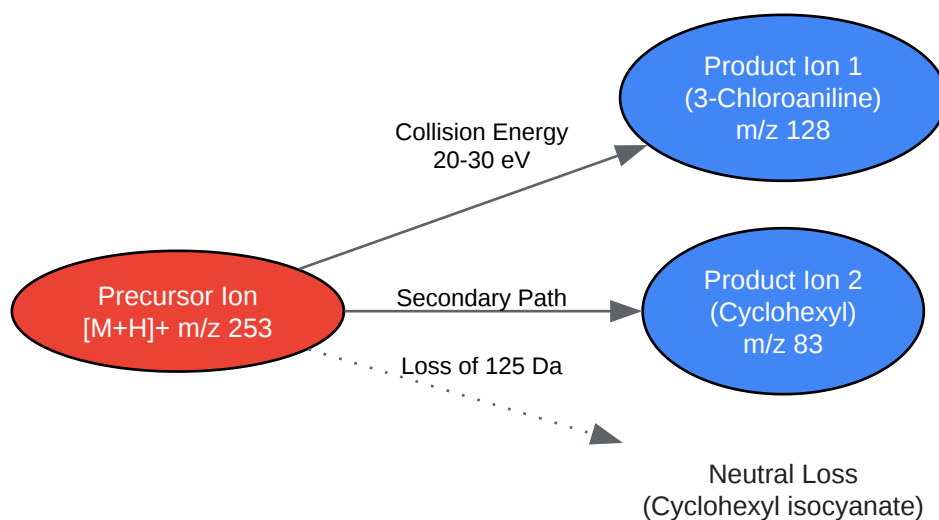 Product Ion 1
(3-Chloroaniline)
m/z 128
Collision Energy
20-30 eV
Precursor Ion
[M+H]+ m/z 253
Secondary Path
Product Ion 2
(Cyclohexyl)
m/z 83
Loss of 125 Da
Neutral Loss
(Cyclohexyl isocyanate)